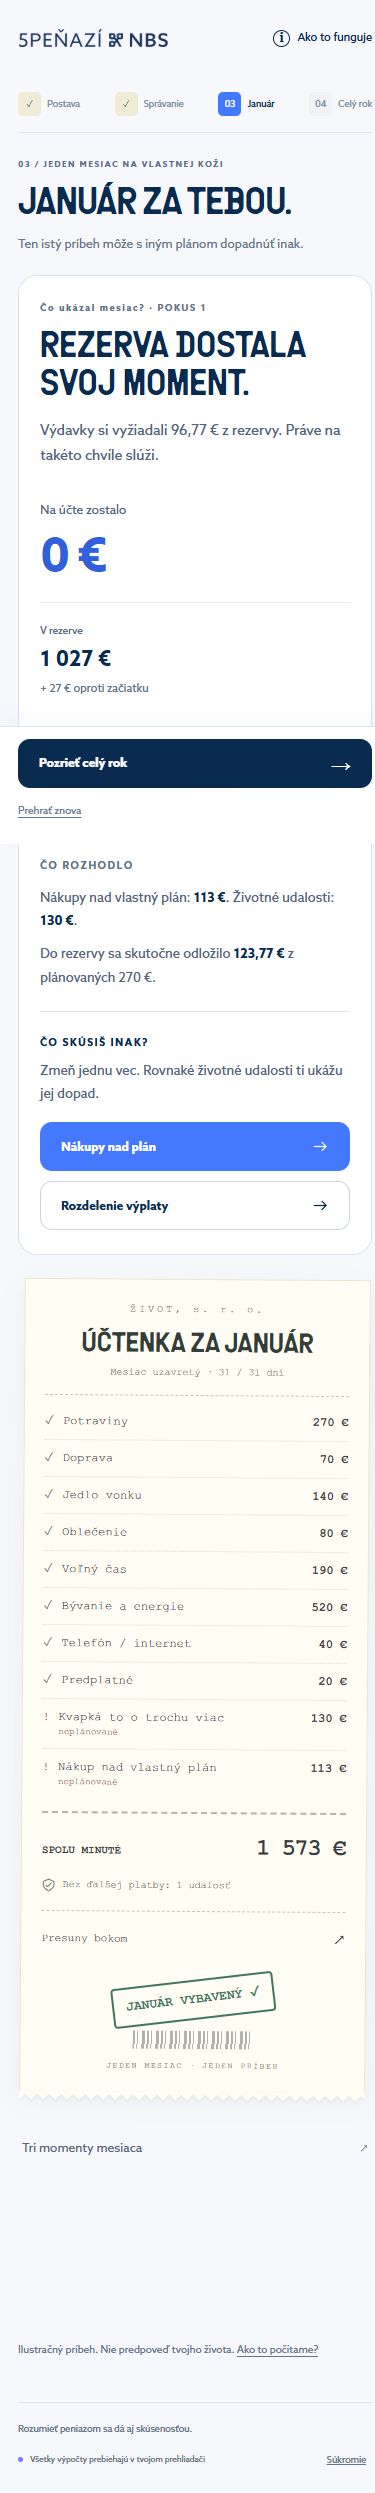 5PEŇAZÍ NBS
Ako to funguje
✓ Postava
✓ Správanie
03 Január
04 Celý rok
03 / JEDEN MESIAC NA VLASTNEJ KOŽI
JANUÁR ZA TEBOU.
Ten istý príbeh môže s iným plánom dopadnúť inak.
Čo ukázal mesiac? · POKUS 1
REZERVA DOSTALA
SVOJ MOMENT.
Výdavky si vyžiadali 96,77 € z rezervy. Práve na
takéto chvíle slúži.
Na účte zostalo
0 €
V rezerve
1 027 €
+ 27 € oproti začiatku
Pozrieť celý rok →
Prehrať znova
ČO ROZHODLO
Nákupy nad vlastný plán: 113 €. Životné udalosti:
130 €.
Do rezervy sa skutočne odložilo 123,77 € z
plánovaných 270 €.
ČO SKÚSIŠ INAK?
Zmeň jednu vec. Rovnaké životné udalosti ti ukážu
jej dopad.
Nákupy nad plán →
Rozdelenie výplaty →
ŽIVOT, s. r. o.
ÚČTENKA ZA JANUÁR
Mesiac uzavretý · 31 / 31 dní
✓ Potraviny 270 €
✓ Doprava 70 €
✓ Jedlo vonku 140 €
✓ Oblečenie 80 €
✓ Voľný čas 190 €
✓ Bývanie a energie 520 €
✓ Telefón / internet 40 €
✓ Predplatné 20 €
! Kvapká to o trochu viac 130 €
neplánované
! Nákup nad vlastný plán 113 €
neplánované
SPOLU MINUTÉ 1 573 €
Bez ďalšej platby: 1 udalosť
Presuny bokom ↗
JANUÁR VYBAVENÝ ✓
JEDEN MESIAC · JEDEN PRÍBEH
Tri momenty mesiaca ↗
Ilustračný príbeh. Nie predpoveď tvojho života. Ako to počítame?
Rozumieť peniazom sa dá aj skúsenosťou.
Všetky výpočty prebiehajú v tvojom prehliadači
Súkromie